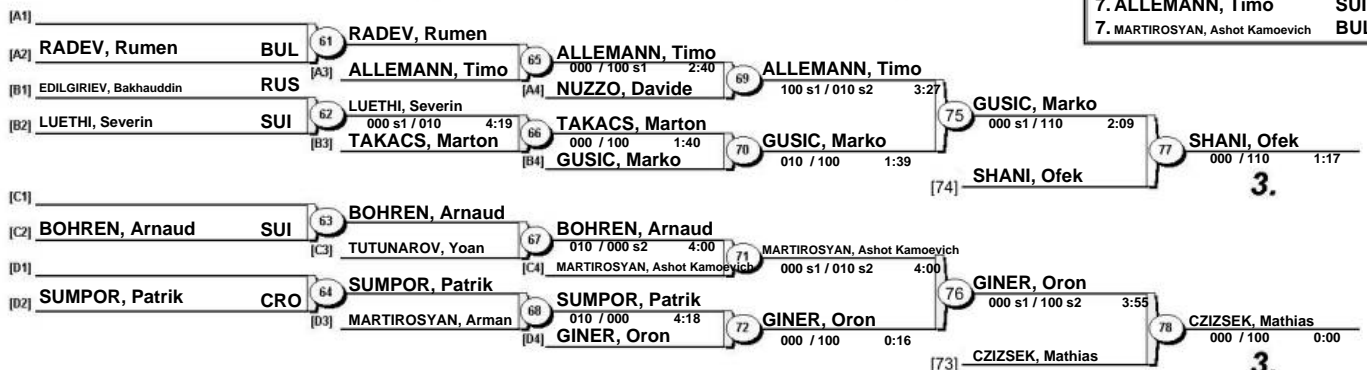 7. ALLEMANN, Timo SUI
7. MARTIROSYAN, Ashot Kamoevich BUL
[A1]
[A2] RADEV, Rumen BUL
61 RADEV, Rumen
[A3] ALLEMANN, Timo
65 ALLEMANN, Timo
000 / 100 s1 2:40
[A4] NUZZO, Davide
69 ALLEMANN, Timo
100 s1 / 010 s2 3:27
[B1] EDILGIRIEV, Bakhauddin RUS
[B2] LUETHI, Severin SUI
62 LUETHI, Severin
000 s1 / 010 4:19
[B3] TAKACS, Marton
66 TAKACS, Marton
000 / 100 1:40
[B4] GUSIC, Marko
70 GUSIC, Marko
010 / 100 1:39
75 GUSIC, Marko
000 s1 / 110 2:09
[74] SHANI, Ofek
77 SHANI, Ofek
000 / 110 1:17
3.
[C1]
[C2] BOHREN, Arnaud SUI
63 BOHREN, Arnaud
[C3] TUTUNAROV, Yoan
67 BOHREN, Arnaud
010 / 000 s2 4:00
[C4] MARTIROSYAN, Ashot Kamoevich
71 MARTIROSYAN, Ashot Kamoevich
000 s1 / 010 s2 4:00
[D1]
[D2] SUMPOR, Patrik CRO
64 SUMPOR, Patrik
[D3] MARTIROSYAN, Arman
68 SUMPOR, Patrik
010 / 000 4:18
[D4] GINER, Oron
72 GINER, Oron
000 / 100 0:16
76 GINER, Oron
000 s1 / 100 s2 3:55
[73] CZIZSEK, Mathias
78 CZIZSEK, Mathias
000 / 100 0:00
3.